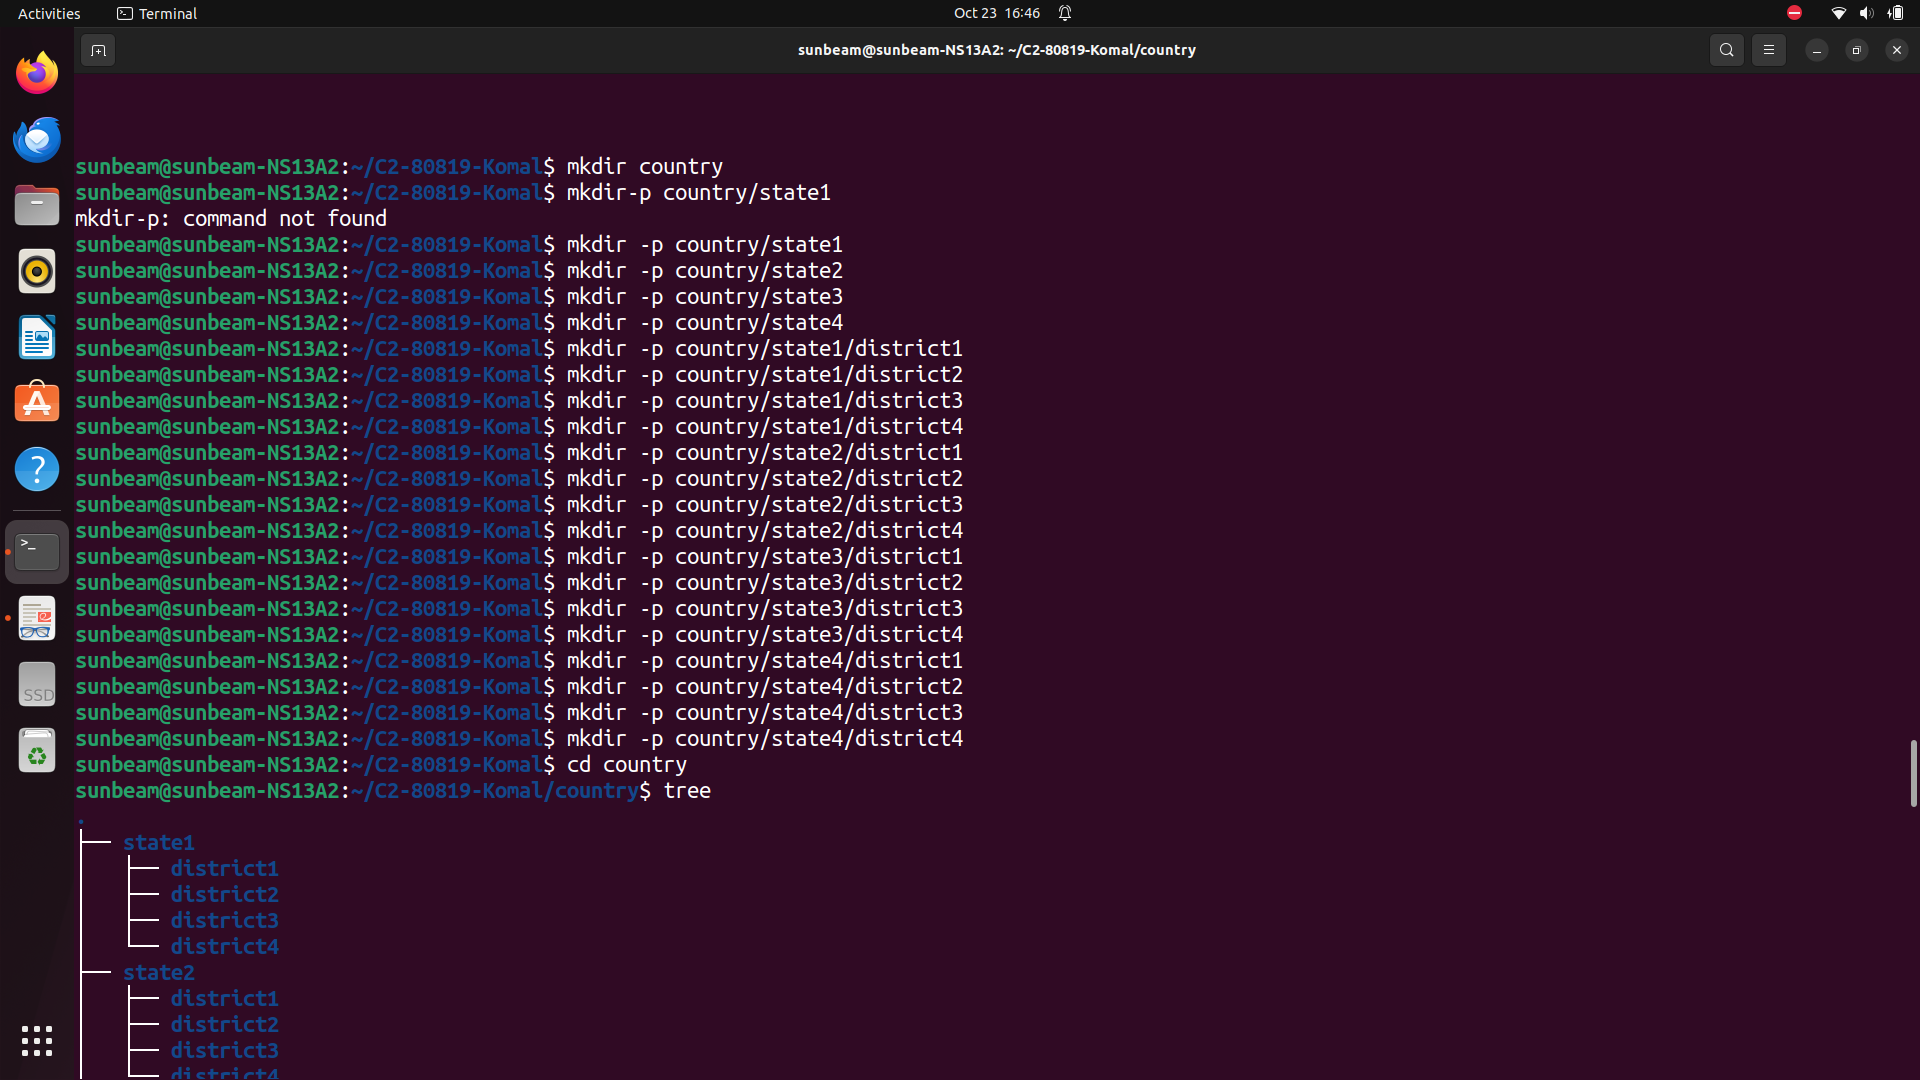 Activities Terminal Oct 23 16:46
sunbeam@sunbeam-NS13A2: ~/C2-80819-Komal/country
sunbeam@sunbeam-NS13A2:~/C2-80819-Komal$ mkdir country
sunbeam@sunbeam-NS13A2:~/C2-80819-Komal$ mkdir-p country/state1
mkdir-p: command not found
sunbeam@sunbeam-NS13A2:~/C2-80819-Komal$ mkdir -p country/state1
sunbeam@sunbeam-NS13A2:~/C2-80819-Komal$ mkdir -p country/state2
sunbeam@sunbeam-NS13A2:~/C2-80819-Komal$ mkdir -p country/state3
sunbeam@sunbeam-NS13A2:~/C2-80819-Komal$ mkdir -p country/state4
sunbeam@sunbeam-NS13A2:~/C2-80819-Komal$ mkdir -p country/state1/district1
sunbeam@sunbeam-NS13A2:~/C2-80819-Komal$ mkdir -p country/state1/district2
sunbeam@sunbeam-NS13A2:~/C2-80819-Komal$ mkdir -p country/state1/district3
sunbeam@sunbeam-NS13A2:~/C2-80819-Komal$ mkdir -p country/state1/district4
sunbeam@sunbeam-NS13A2:~/C2-80819-Komal$ mkdir -p country/state2/district1
sunbeam@sunbeam-NS13A2:~/C2-80819-Komal$ mkdir -p country/state2/district2
sunbeam@sunbeam-NS13A2:~/C2-80819-Komal$ mkdir -p country/state2/district3
sunbeam@sunbeam-NS13A2:~/C2-80819-Komal$ mkdir -p country/state2/district4
sunbeam@sunbeam-NS13A2:~/C2-80819-Komal$ mkdir -p country/state3/district1
sunbeam@sunbeam-NS13A2:~/C2-80819-Komal$ mkdir -p country/state3/district2
sunbeam@sunbeam-NS13A2:~/C2-80819-Komal$ mkdir -p country/state3/district3
sunbeam@sunbeam-NS13A2:~/C2-80819-Komal$ mkdir -p country/state3/district4
sunbeam@sunbeam-NS13A2:~/C2-80819-Komal$ mkdir -p country/state4/district1
sunbeam@sunbeam-NS13A2:~/C2-80819-Komal$ mkdir -p country/state4/district2
sunbeam@sunbeam-NS13A2:~/C2-80819-Komal$ mkdir -p country/state4/district3
sunbeam@sunbeam-NS13A2:~/C2-80819-Komal$ mkdir -p country/state4/district4
sunbeam@sunbeam-NS13A2:~/C2-80819-Komal$ cd country
sunbeam@sunbeam-NS13A2:~/C2-80819-Komal/country$ tree
.
├── state1
│   ├── district1
│   ├── district2
│   ├── district3
│   └── district4
├── state2
│   ├── district1
│   ├── district2
│   ├── district3
│   └── district4
SSD